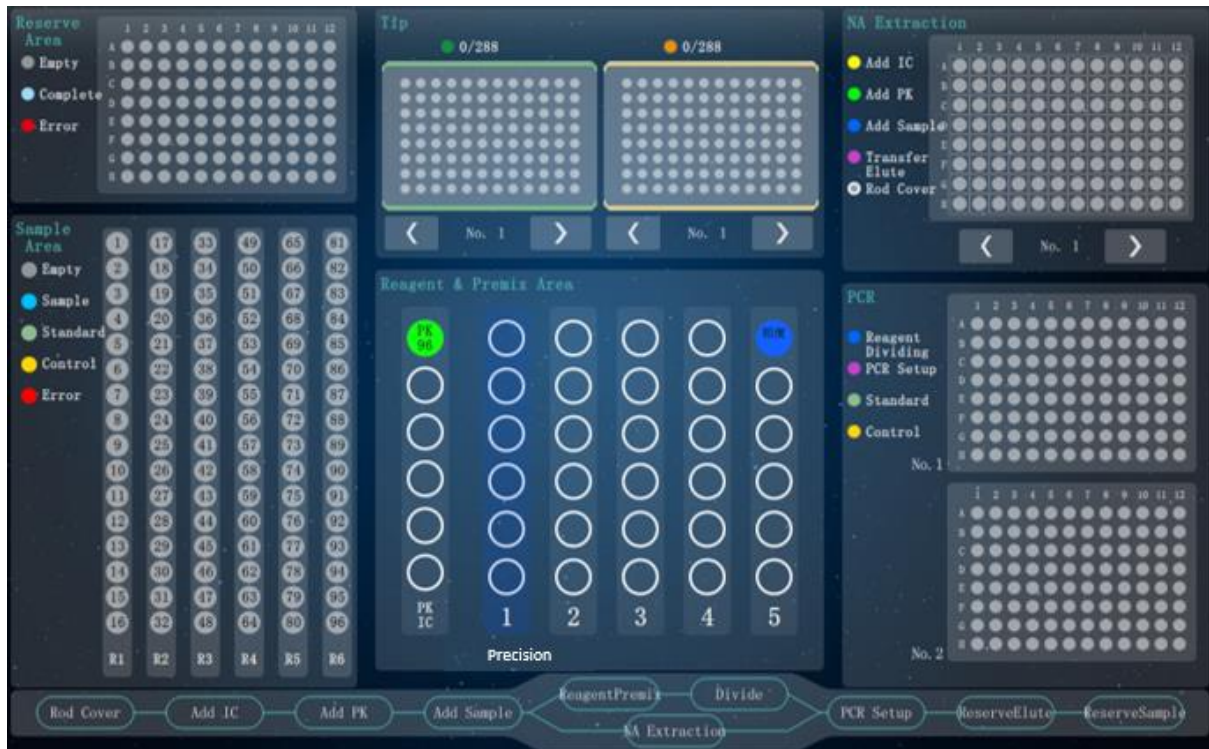 Reserve
Area
Empty
Complete
Error
1 2 3 4 5 6 7 8 9 10 11 12
A
B
C
D
E
F
G
H
Tip
0/288
0/288
No. 1
No. 1
NA Extraction
Add IC
Add PK
Add Sample
Transfer
Elute
Rod Cover
1 2 3 4 5 6 7 8 9 10 11 12
A
B
C
D
E
F
G
H
No. 1
Sample
Area
Empty
Sample
Standard
Control
Error
1 17 33 49 65 81
2 18 34 50 66 82
3 19 35 51 67 83
4 20 36 52 68 84
5 21 37 53 69 85
6 22 38 54 70 86
7 23 39 55 71 87
8 24 40 56 72 88
9 25 41 57 73 89
10 26 42 58 74 90
11 27 43 59 75 91
12 28 44 60 76 92
13 29 45 61 77 93
14 30 46 62 78 94
15 31 47 63 79 95
16 32 48 64 80 96
R1 R2 R3 R4 R5 R6
Reagent & Premix Area
PK
96
PK
IC
1 2 3 4 5
Precision
PCR
Reagent
Dividing
PCR Setup
Standard
Control
1 2 3 4 5 6 7 8 9 10 11 12
A
B
C
D
E
F
G
H
No. 1
1 2 3 4 5 6 7 8 9 10 11 12
A
B
C
D
E
F
G
H
No. 2
Rod Cover
Add IC
Add PK
Add Sample
ReagentPremix
Divide
NA Extraction
PCR Setup
ReserveElute
ReserveSample